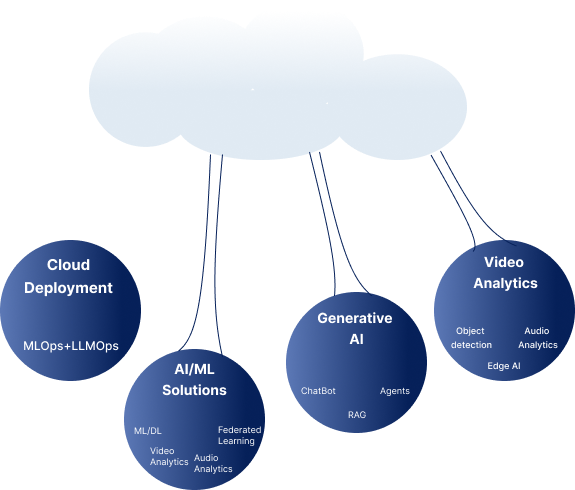 Cloud
Deployment
MLOps+LLMOps
AI/ML
Solutions
ML/DL
Federated
Learning
Video
Analytics
Audio
Analytics
Generative
AI
ChatBot
Agents
RAG
Video
Analytics
Object
detection
Audio
Analytics
Edge AI